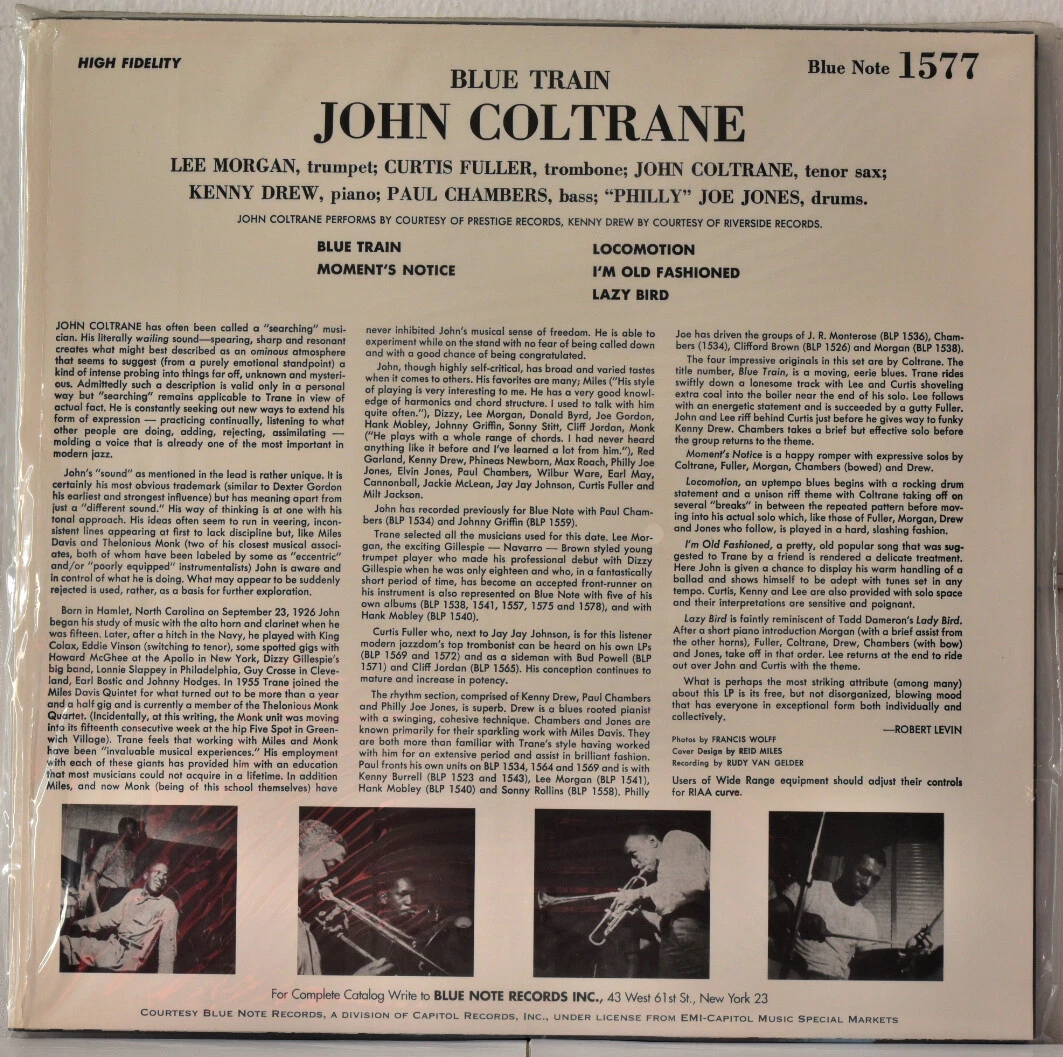 HIGH FIDELITY
Blue Note 1577
BLUE TRAIN
JOHN COLTRANE
LEE MORGAN, trumpet; CURTIS FULLER, trombone; JOHN COLTRANE, tenor sax;
KENNY DREW, piano; PAUL CHAMBERS, bass; “PHILLY” JOE JONES, drums.
JOHN COLTRANE PERFORMS BY COURTESY OF PRESTIGE RECORDS, KENNY DREW BY COURTESY OF RIVERSIDE RECORDS.
BLUE TRAIN
MOMENT'S NOTICE
LOCOMOTION
I'M OLD FASHIONED
LAZY BIRD
JOHN COLTRANE has often been called a "searching" musi-
cian. His literally wailing sound—spearing, sharp and resonant
creates what might best described as an ominous atmosphere
that seems to suggest (from a purely emotional standpoint) a
kind of intense probing into things far off, unknown and mysteri-
ous. Admittedly such a description is valid only in a personal
way but "searching" remains applicable to Trane in view of
actual fact. He is constantly seeking out new ways to extend his
form of expression — practicing continually, listening to what
other people are doing, adding, rejecting, assimilating —
molding a voice that is already one of the most important in
modern jazz.
John's "sound" as mentioned in the lead is rather unique. It is
certainly his most obvious trademark (similar to Dexter Gordon
his earliest and strongest influence) but has meaning apart from
just a "different sound." His way of thinking is at one with his
tonal approach. His ideas often seem to run in veering, incon-
sistent lines appearing at first to lack discipline but, like Miles
Davis and Thelonious Monk (two of his closest musical associ-
ates, both of whom have been labeled by some as "eccentric"
and/or "poorly equipped" instrumentalists) John is aware and
in control of what he is doing. What may appear to be suddenly
rejected is used, rather, as a basis for further exploration.
Born in Hamlet, North Carolina on September 23, 1926 John
began his study of music with the alto horn and clarinet when he
was fifteen. Later, after a hitch in the Navy, he played with King
Colax, Eddie Vinson (switching to tenor), some spotted gigs with
Howard McGhee at the Apollo in New York, Dizzy Gillespie's
big band, Lonnie Slappey in Philadelphia, Guy Crosse in Cleve-
land, Earl Bostic and Johnny Hodges. In 1955 Trane joined the
Miles Davis Quintet for what turned out to be more than a year
and a half gig and is currently a member of the Thelonious Monk
Quartet. (Incidentally, at this writing, the Monk unit was moving
into its fifteenth consecutive week at the hip Five Spot in Green-
wich Village). Trane feels that working with Miles and Monk
have been "invaluable musical experiences." His employment
with each of these giants has provided him with an education
that most musicians could not acquire in a lifetime. In addition
Miles, and now Monk (being of this school themselves) have
never inhibited John's musical sense of freedom. He is able to
experiment while on the stand with no fear of being called down
and with a good chance of being congratulated.
John, though highly self-critical, has broad and varied tastes
when it comes to others. His favorites are many; Miles ("His style
of playing is very interesting to me. He has a very good knowl-
edge of harmonics and chord structure. I used to talk with him
quite often."), Dizzy, Lee Morgan, Donald Byrd, Joe Gordon,
Hank Mobley, Johnny Griffin, Sonny Stitt, Cliff Jordan, Monk
("He plays with a whole range of chords. I had never heard
anything like it before and I've learned a lot from him."), Red
Garland, Kenny Drew, Phineas Newborn, Max Roach, Philly Joe
Jones, Elvin Jones, Paul Chambers, Wilbur Ware, Earl May,
Cannonball, Jackie McLean, Jay Jay Johnson, Curtis Fuller and
Milt Jackson.
John has recorded previously for Blue Note with Paul Cham-
bers (BLP 1534) and Johnny Griffin (BLP 1559).
Trane selected all the musicians used for this date. Lee Mor-
gan, the exciting Gillespie — Navarro — Brown styled young
trumpet player who made his professional debut with Dizzy
Gillespie when he was only eighteen and who, in a fantastically
short period of time, has become an accepted front-runner on
his instrument is also represented on Blue Note with five of his
own albums (BLP 1538, 1541, 1557, 1575 and 1578), and with
Hank Mobley (BLP 1540).
Curtis Fuller who, next to Jay Jay Johnson, is for this listener
modern jazzdom's top trombonist can be heard on his own LPs
(BLP 1569 and 1572) and as a sideman with Bud Powell (BLP
1571) and Cliff Jordan (BLP 1565). His conception continues to
mature and increase in potency.
The rhythm section, comprised of Kenny Drew, Paul Chambers
and Philly Joe Jones, is superb. Drew is a blues rooted pianist
with a swinging, cohesive technique. Chambers and Jones are
known primarily for their sparkling work with Miles Davis. They
are both more than familiar with Trane's style having worked
with him for an extensive period and assist in brilliant fashion.
Paul fronts his own units on BLP 1534, 1564 and 1569 and is with
Kenny Burrell (BLP 1523 and 1543), Lee Morgan (BLP 1541),
Hank Mobley (BLP 1540) and Sonny Rollins (BLP 1558). Philly
Joe has driven the groups of J. R. Monterose (BLP 1536), Cham-
bers (1534), Clifford Brown (BLP 1526) and Morgan (BLP 1538).
The four impressive originals in this set are by Coltrane. The
title number, Blue Train, is a moving, eerie blues. Trane rides
swiftly down a lonesome track with Lee and Curtis shoveling
extra coal into the boiler near the end of his solo. Lee follows
with an energetic statement and is succeeded by a gutty Fuller.
John and Lee riff behind Curtis just before he gives way to funky
Kenny Drew. Chambers takes a brief but effective solo before
the group returns to the theme.
Moment's Notice is a happy romper with expressive solos by
Coltrane, Fuller, Morgan, Chambers (bowed) and Drew.
Locomotion, an uptempo blues begins with a rocking drum
statement and a unison riff theme with Coltrane taking off on
several "breaks" in between the repeated pattern before mov-
ing into his actual solo which, like those of Fuller, Morgan, Drew
and Jones who follow, is played in a hard, slashing fashion.
I'm Old Fashioned, a pretty, old popular song that was sug-
gested to Trane by a friend is rendered a delicate treatment.
Here John is given a chance to display his warm handling of a
ballad and shows himself to be adept with tunes set in any
tempo. Curtis, Kenny and Lee are also provided with solo space
and their interpretations are sensitive and poignant.
Lazy Bird is faintly reminiscent of Tadd Dameron's Lady Bird.
After a short piano introduction Morgan (with a brief assist from
the other horns), Fuller, Coltrane, Drew, Chambers (with bow)
and Jones, take off in that order. Lee returns at the end to ride
out over John and Curtis with the theme.
What is perhaps the most striking attribute (among many)
about this LP is its free, but not disorganized, blowing mood
that has everyone in exceptional form both individually and
collectively.
—ROBERT LEVIN
Photos by FRANCIS WOLFF
Cover Design by REID MILES
Recording by RUDY VAN GELDER
Users of Wide Range equipment should adjust their controls
for RIAA curve.
For Complete Catalog Write to BLUE NOTE RECORDS INC., 43 West 61st St., New York 23
COURTESY BLUE NOTE RECORDS, A DIVISION OF CAPITOL RECORDS, INC., UNDER LICENSE FROM EMI-CAPITOL MUSIC SPECIAL MARKETS